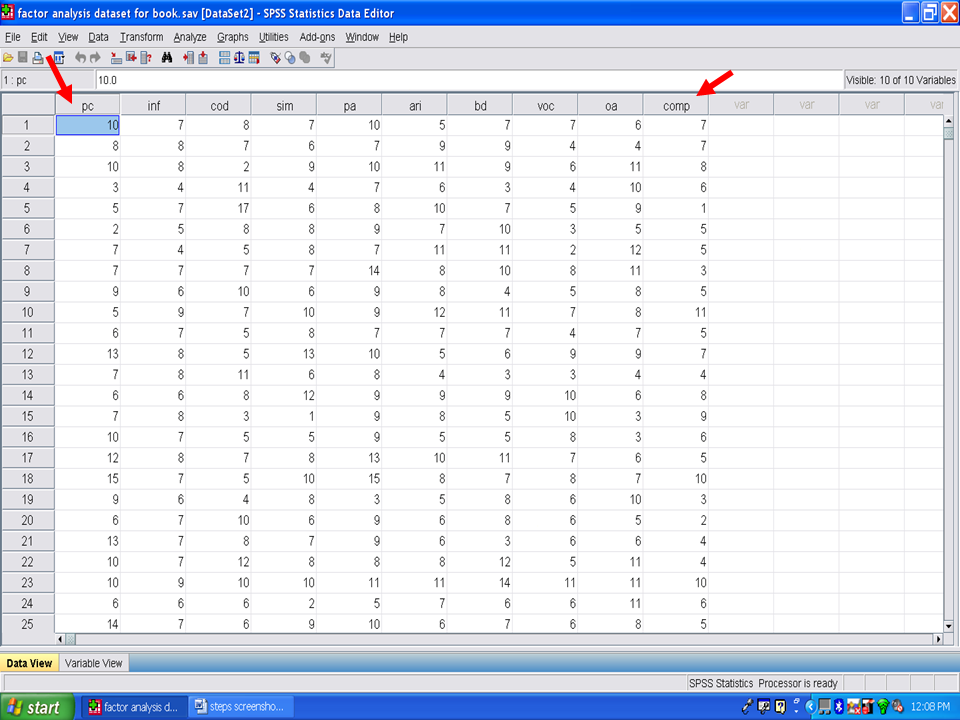 factor analysis dataset for book.sav [DataSet2] - SPSS Statistics Data Editor
File Edit View Data Transform Analyze Graphs Utilities Add-ons Window Help
1 : pc 10.0 Visible: 10 of 10 Variables
pc inf cod sim pa ari bd voc oa comp var var var var
1 10 7 8 7 10 5 7 7 6 7
2 8 8 7 6 7 9 9 4 4 7
3 10 8 2 9 10 11 9 6 11 8
4 3 4 11 4 7 6 3 4 10 6
5 5 7 17 6 8 10 7 5 9 1
6 2 5 8 8 9 7 10 3 5 5
7 7 4 5 8 7 11 11 2 12 5
8 7 7 7 7 14 8 10 8 11 3
9 9 6 10 6 9 8 4 5 8 5
10 5 9 7 10 9 12 11 7 8 11
11 6 7 5 8 7 7 7 4 7 5
12 13 8 5 13 10 5 6 9 9 7
13 7 8 11 6 8 4 3 3 4 4
14 6 6 8 12 9 9 9 10 6 8
15 7 8 3 1 9 8 5 10 3 9
16 10 7 5 5 9 5 5 8 3 6
17 12 8 7 8 13 10 11 7 6 5
18 15 7 5 10 15 8 7 8 7 10
19 9 6 4 8 3 5 8 6 10 3
20 6 7 10 6 9 6 8 6 5 2
21 13 7 8 7 9 6 3 6 6 4
22 10 7 12 8 8 8 12 5 11 4
23 10 9 10 10 11 11 14 11 11 10
24 6 6 6 2 5 7 6 6 11 6
25 14 7 6 9 10 6 7 6 8 5
Data View Variable View
SPSS Statistics Processor is ready
start factor analysis d... steps screensho... 12:08 PM